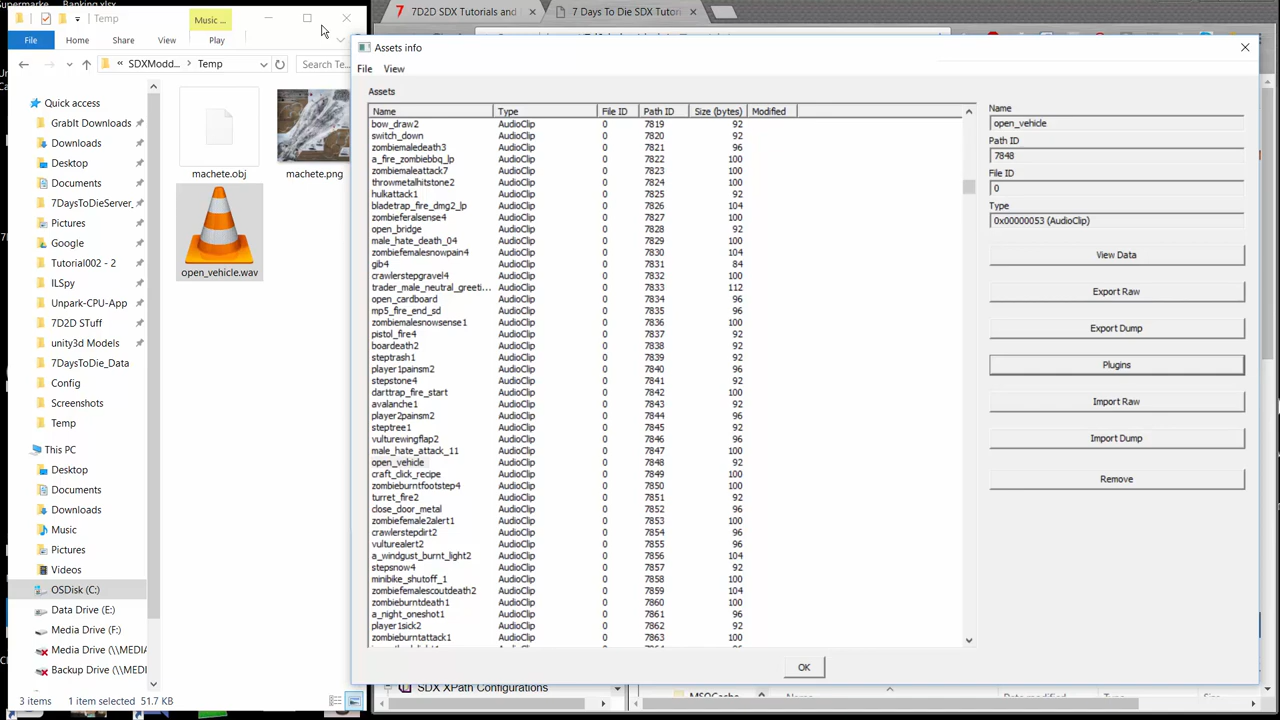 Supermarke
Banking.xlsx
Temp
Music ...
File
Home
Share
View
Play
« SDXModd... > Temp
Search Te...
Quick access
GrabIt Downloads
Downloads
Desktop
Documents
7DaysToDieServer_
Pictures
Google
Tutorial002 - 2
ILSpy
Unpark-CPU-App
7D2D STuff
unity3d Models
7DaysToDie_Data
Config
Screenshots
Temp
This PC
Desktop
Documents
Downloads
Music
Pictures
Videos
OSDisk (C:)
Data Drive (E:)
Media Drive (F:)
Media Drive (\\MEDIA
Backup Drive (\\MEDI
machete.obj
machete.png
open_vehicle.wav
3 items
1 item selected 51.7 KB
7D2D SDX Tutorials and
7 Days To Die SDX Tutori
Assets info
File
View
Assets
Name Type File ID Path ID Size (bytes) Modified
bow_draw2 AudioClip 0 7819 92
switch_down AudioClip 0 7820 92
zombiemaledeath3 AudioClip 0 7821 96
a_fire_zombiebbq_lp AudioClip 0 7822 100
zombiemaleattack7 AudioClip 0 7823 100
throwmetalhitstone2 AudioClip 0 7824 100
hulkattack1 AudioClip 0 7825 92
bladetrap_fire_dmg2_lp AudioClip 0 7826 104
zombieferalsense4 AudioClip 0 7827 100
open_bridge AudioClip 0 7828 92
male_hate_death_04 AudioClip 0 7829 100
zombiefemalesnowpain4 AudioClip 0 7830 104
gib4 AudioClip 0 7831 84
crawlerstepgravel4 AudioClip 0 7832 100
trader_male_neutral_greeti... AudioClip 0 7833 112
open_cardboard AudioClip 0 7834 96
mp5_fire_end_sd AudioClip 0 7835 96
zombiemalesnowsense1 AudioClip 0 7836 100
pistol_fire4 AudioClip 0 7837 92
boardeath2 AudioClip 0 7838 92
steptrash1 AudioClip 0 7839 92
player1painsm2 AudioClip 0 7840 96
stepstone4 AudioClip 0 7841 92
darttrap_fire_start AudioClip 0 7842 100
avalanche1 AudioClip 0 7843 92
player2painsm2 AudioClip 0 7844 96
steptree1 AudioClip 0 7845 92
vulturewingflap2 AudioClip 0 7846 96
male_hate_attack_11 AudioClip 0 7847 100
open_vehicle AudioClip 0 7848 92
craft_click_recipe AudioClip 0 7849 100
zombieburntfootstep4 AudioClip 0 7850 100
turret_fire2 AudioClip 0 7851 92
close_door_metal AudioClip 0 7852 96
zombiefemale2alert1 AudioClip 0 7853 100
crawlerstepdirt2 AudioClip 0 7854 96
vulturealert2 AudioClip 0 7855 96
a_windgust_burnt_light2 AudioClip 0 7856 104
stepsnow4 AudioClip 0 7857 92
minibike_shutoff_1 AudioClip 0 7858 100
zombiefemalescoutdeath2 AudioClip 0 7859 104
zombieburntdeath1 AudioClip 0 7860 100
a_night_oneshot1 AudioClip 0 7861 96
player1sick2 AudioClip 0 7862 92
zombieburntattack1 AudioClip 0 7863 100
Name
open_vehicle
Path ID
7848
File ID
0
Type
0x00000053 (AudioClip)
View Data
Export Raw
Export Dump
Plugins
Import Raw
Import Dump
Remove
OK
SDX XPath Configurations
MSOCache
Name
Date modified
Type
Size